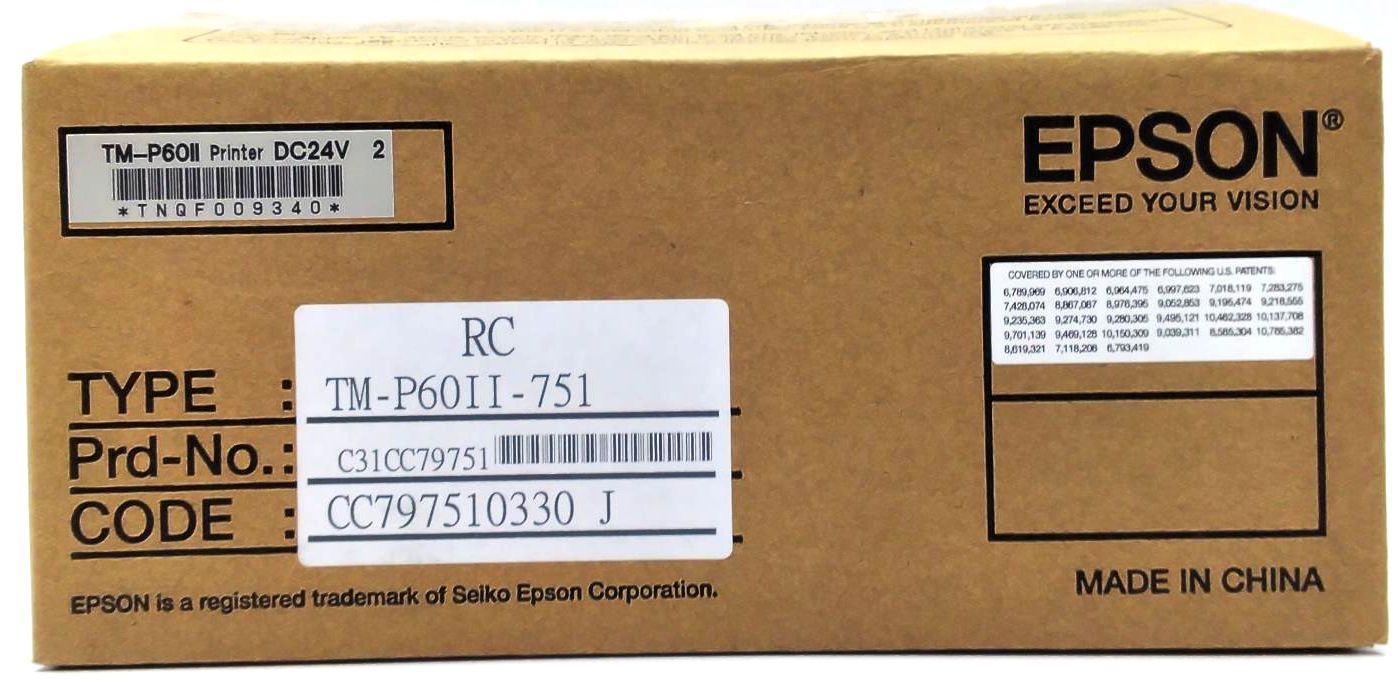 TM-P60II Printer DC24V 2
*TNQF009340*
EPSON®
EXCEED YOUR VISION
COVERED BY ONE OR MORE OF THE FOLLOWING U.S. PATENTS:
6,789,969 6,906,812 6,964,475 6,997,623 7,018,119 7,283,275
7,428,074 8,867,087 8,976,395 9,052,853 9,195,474 9,218,555
9,235,363 9,274,730 9,280,305 9,495,121 10,462,328 10,137,708
9,701,139 9,469,128 10,150,309 9,039,311 8,585,304 10,785,382
8,619,321 7,118,206 6,793,419
RC
TYPE : TM-P60II-751
Prd-No.: C31CC79751
CODE : CC797510330 J
EPSON is a registered trademark of Seiko Epson Corporation.
MADE IN CHINA